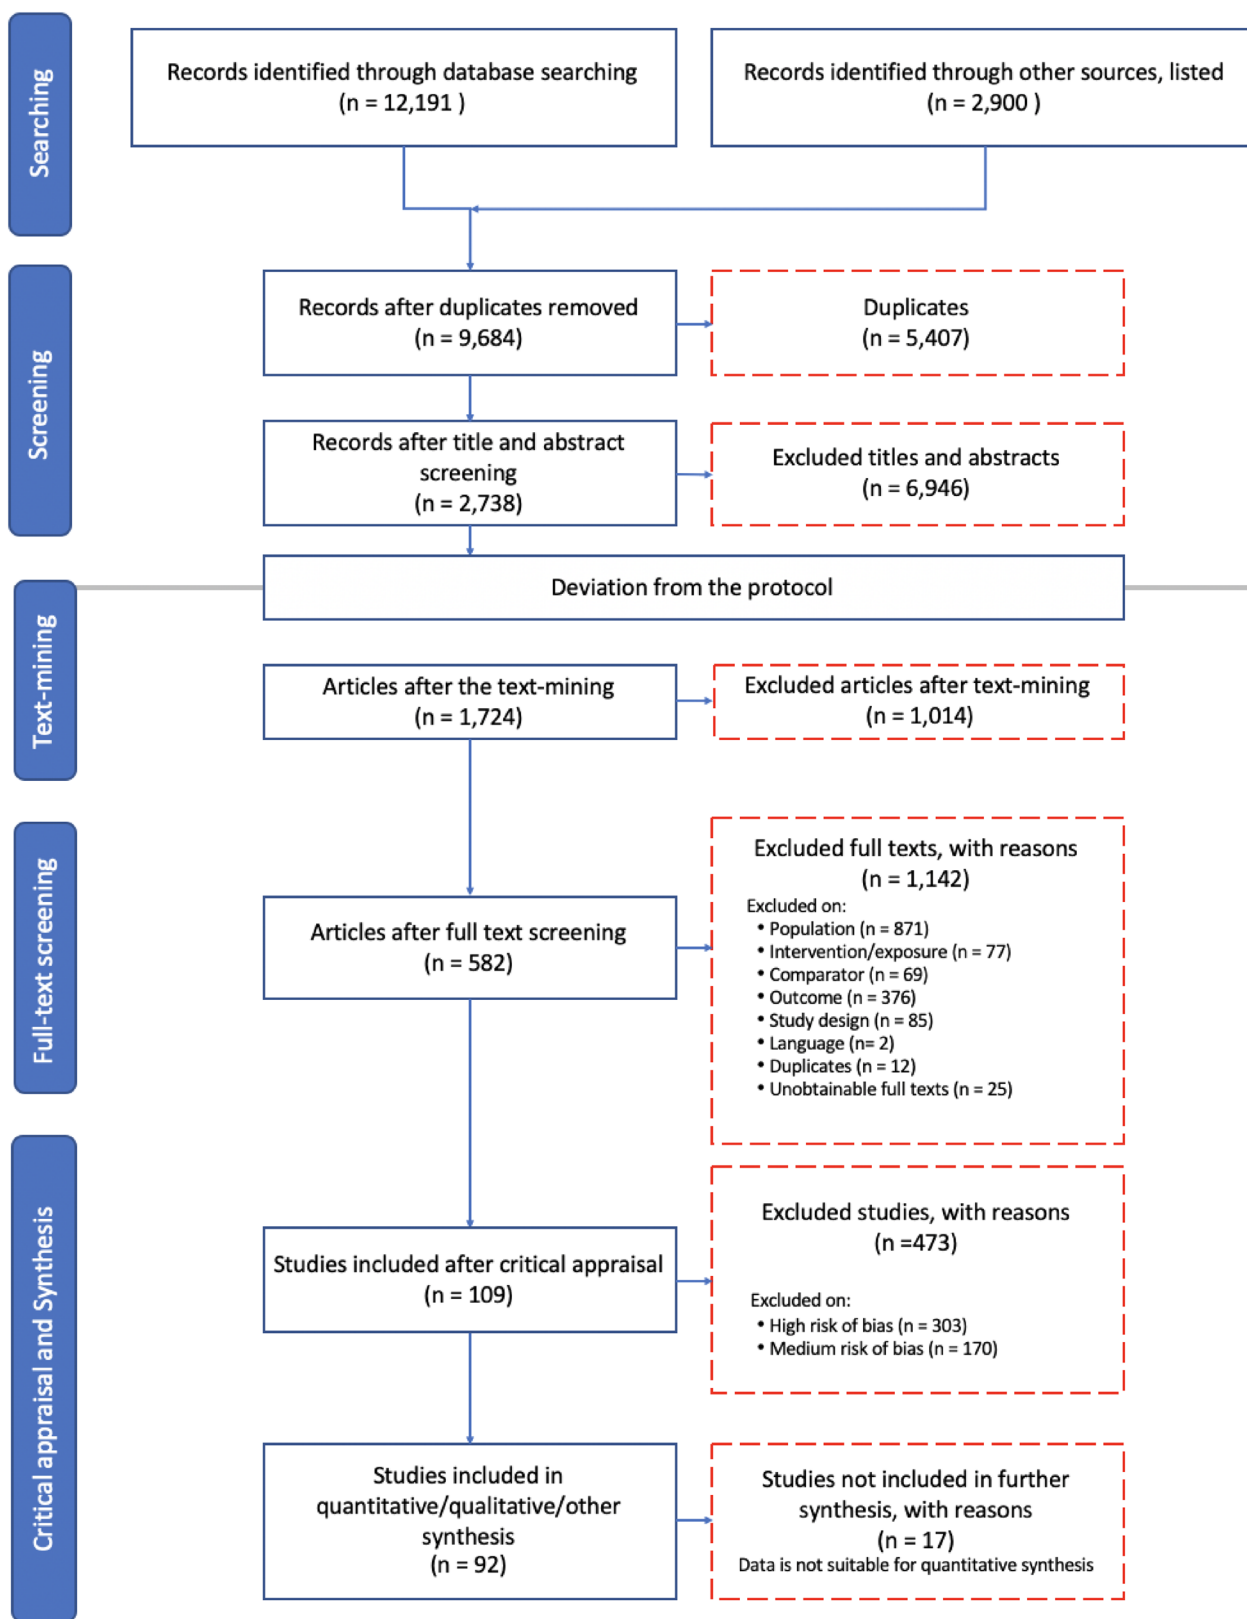 Searching
Records identified through database searching
(n = 12,191 )
Records identified through other sources, listed
(n = 2,900 )
Screening
Records after duplicates removed
(n = 9,684)
Duplicates
(n = 5,407)
Records after title and abstract
screening
(n = 2,738)
Excluded titles and abstracts
(n = 6,946)
Deviation from the protocol
Text-mining
Articles after the text-mining
(n = 1,724)
Excluded articles after text-mining
(n = 1,014)
Full-text screening
Articles after full text screening
(n = 582)
Excluded full texts, with reasons
(n = 1,142)
Excluded on:
• Population (n = 871)
• Intervention/exposure (n = 77)
• Comparator (n = 69)
• Outcome (n = 376)
• Study design (n = 85)
• Language (n= 2)
• Duplicates (n = 12)
• Unobtainable full texts (n = 25)
Critical appraisal and Synthesis
Studies included after critical appraisal
(n = 109)
Excluded studies, with reasons
(n =473)
Excluded on:
• High risk of bias (n = 303)
• Medium risk of bias (n = 170)
Studies included in
quantitative/qualitative/other
synthesis
(n = 92)
Studies not included in further
synthesis, with reasons
(n = 17)
Data is not suitable for quantitative synthesis